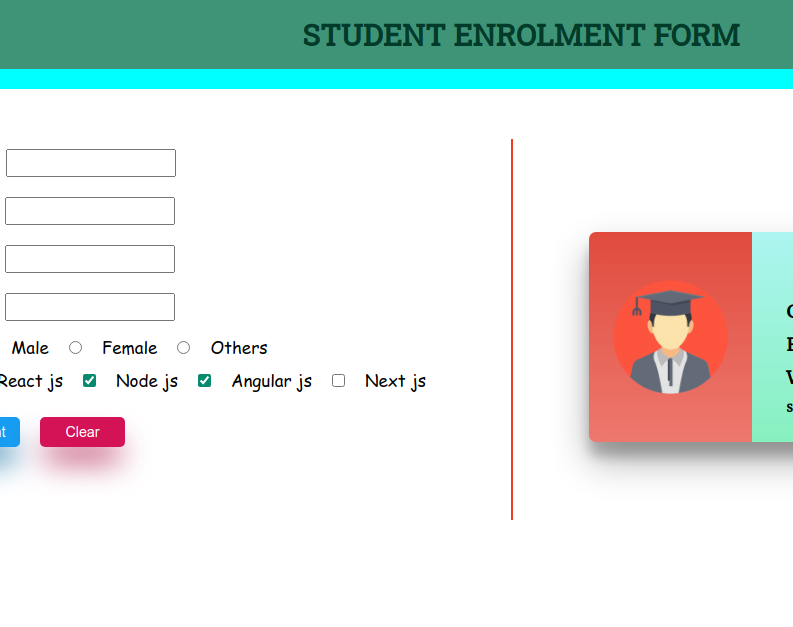 STUDENT ENROLMENT FORM
Male Female Others
React js Node js Angular js Next js
Clear